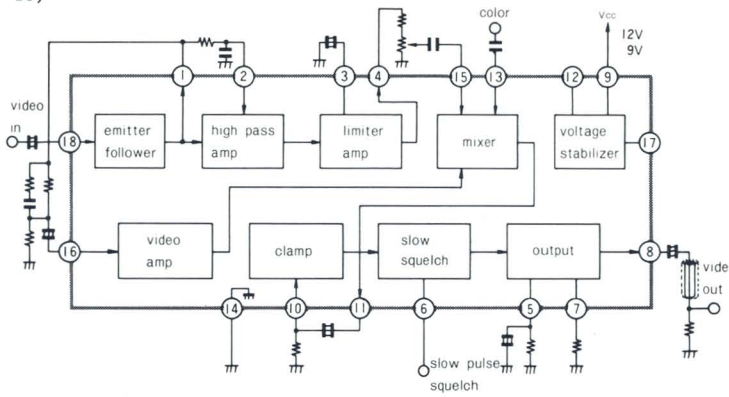 color
Vcc
12V
9V
1
2
3
4
15
13
12
9
video
in
18
emitter
follower
high pass
amp
limiter
amp
mixer
voltage
stabilizer
17
16
video
amp
clamp
slow
squelch
output
8
vide
out
14
10
11
6
5
7
slow pulse
squelch